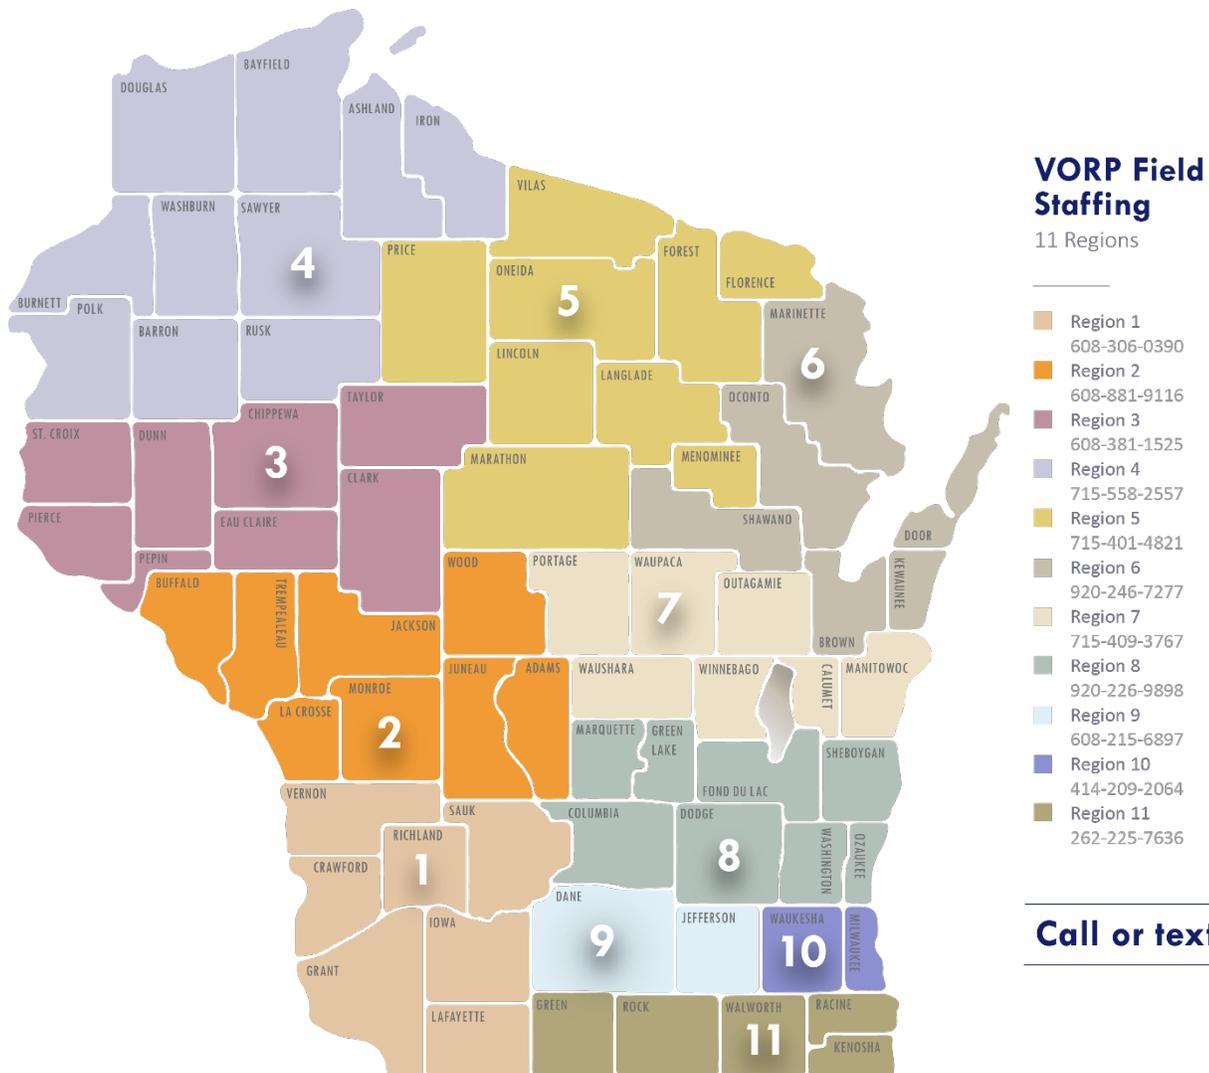 DOUGLAS
BAYFIELD
ASHLAND
IRON
VILAS
WASHBURN
SAWYER
4
PRICE
ONEIDA
5
FOREST
FLORENCE
BURNETT
POLK
BARRON
RUSK
MARINETTE
6
LINCOLN
LANGLADE
TAYLOR
OCONTO
CHIPPEWA
3
ST. CROIX
DUNN
MARATHON
MENOMINEE
CLARK
PIERCE
EAU CLAIRE
SHAWANO
DOOR
PEPIN
WOOD
PORTAGE
WAUPACA
7
KEWAUNEE
BUFFALO
TREMPEALEAU
OUTAGAMIE
JACKSON
BROWN
JUNEAU
ADAMS
WAUSHARA
WINNEBAGO
CALUMET
MANITOWOC
MONROE
2
LA CROSSE
MARQUETTE
GREEN
LAKE
SHEBOYGAN
VERNON
FOND DU LAC
SAUK
COLUMBIA
DODGE
8
RICHLAND
1
WASHINGTON
OZAUKEE
CRAWFORD
DANE
9
JEFFERSON
WAUKESHA
10
MILWAUKEE
IOWA
GRANT
LAFAYETTE
GREEN
ROCK
WALWORTH
11
RACINE
KENOSHA
VORP Field
Staffing
11 Regions
Region 1
608-306-0390
Region 2
608-881-9116
Region 3
608-381-1525
Region 4
715-558-2557
Region 5
715-401-4821
Region 6
920-246-7277
Region 7
715-409-3767
Region 8
920-226-9898
Region 9
608-215-6897
Region 10
414-209-2064
Region 11
262-225-7636
Call or text